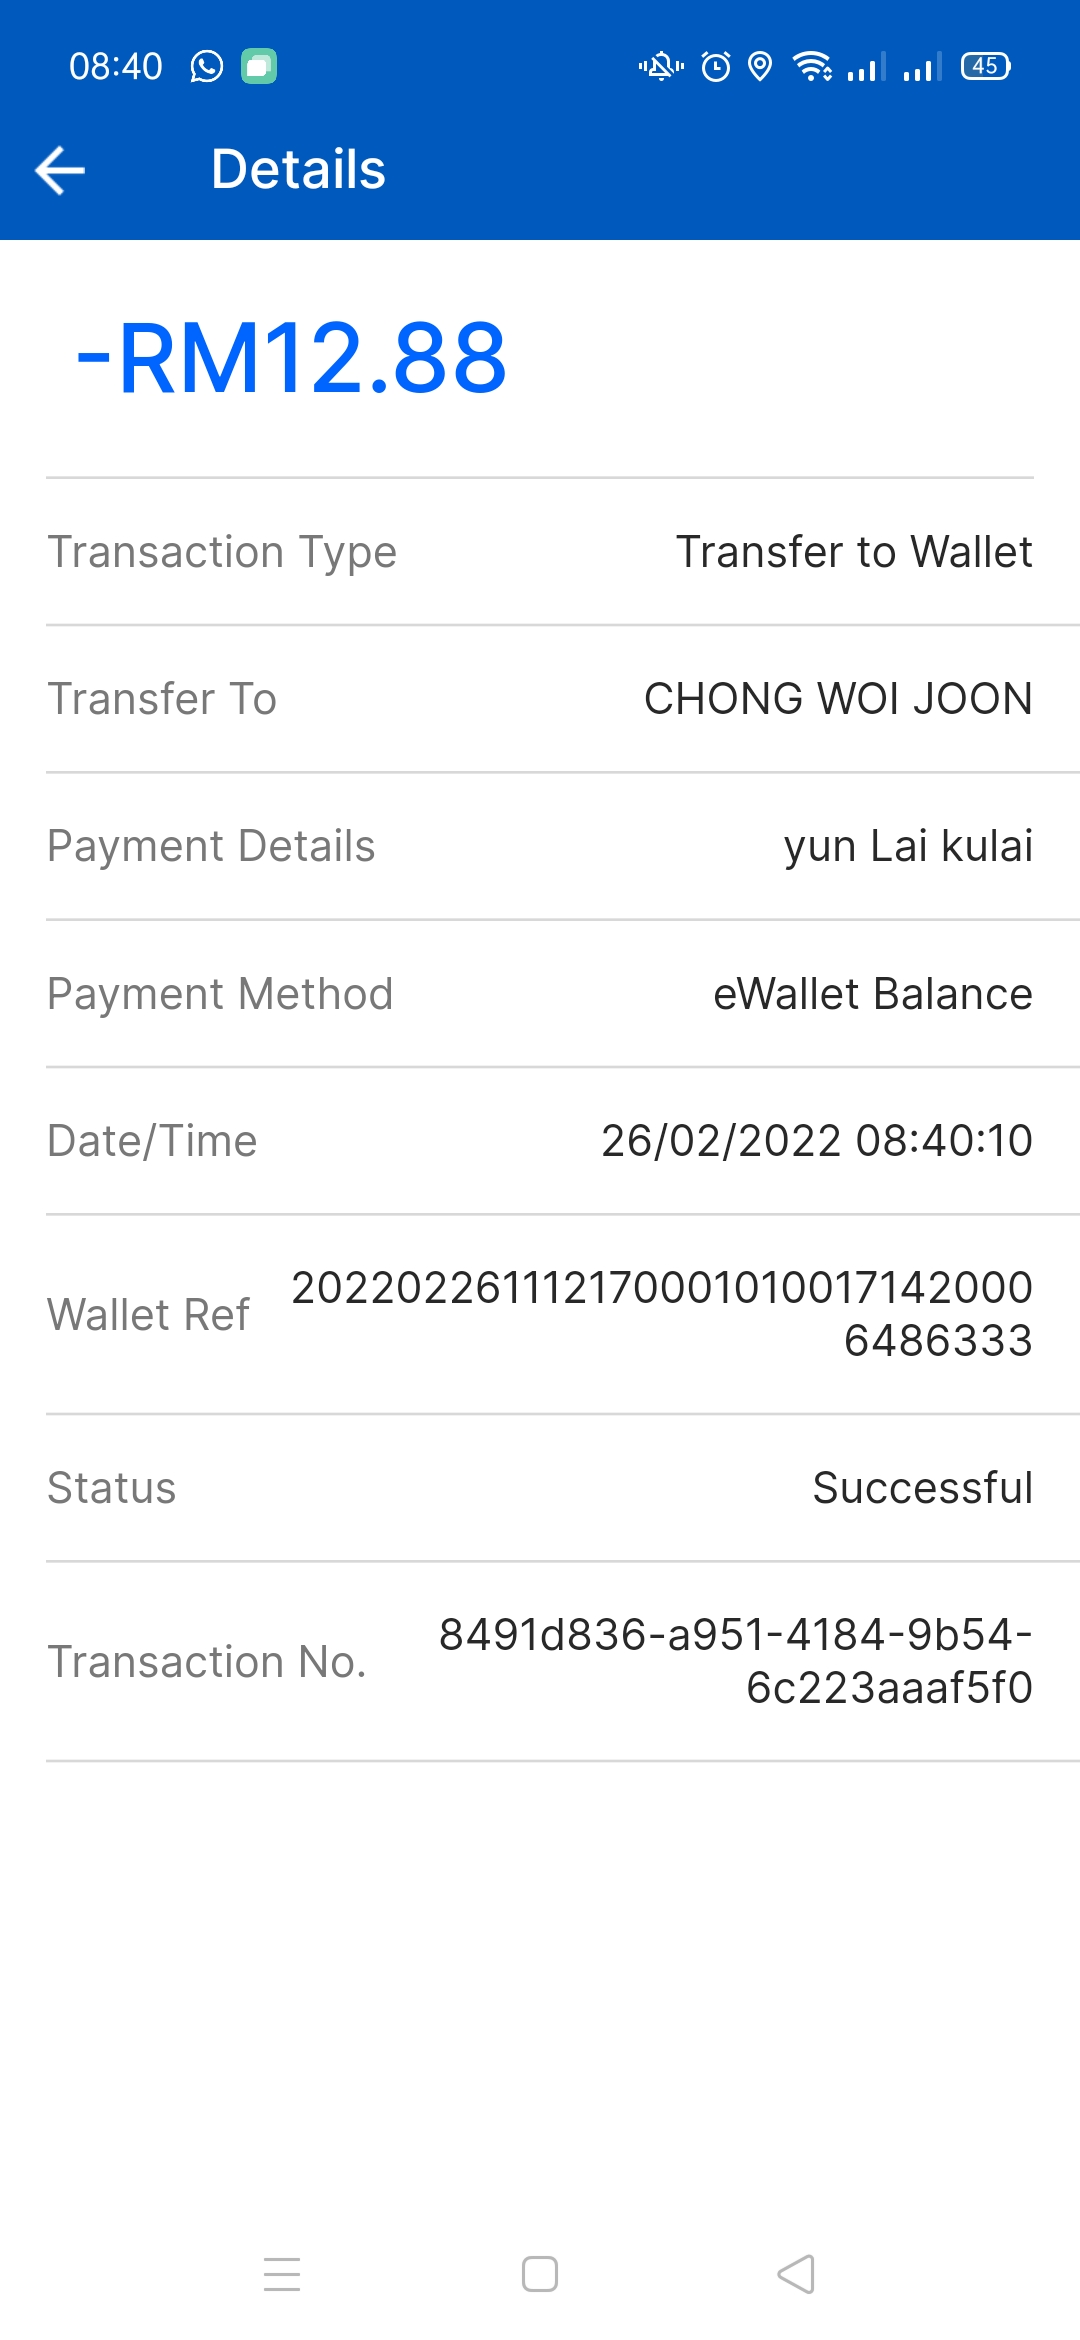 08:40
45
Details
-RM12.88
Transaction Type
Transfer to Wallet
Transfer To
CHONG WOI JOON
Payment Details
yun Lai kulai
Payment Method
eWallet Balance
Date/Time
26/02/2022 08:40:10
Wallet Ref
202202261112170001010017142000
6486333
Status
Successful
Transaction No.
8491d836-a951-4184-9b54-
6c223aaaf5f0